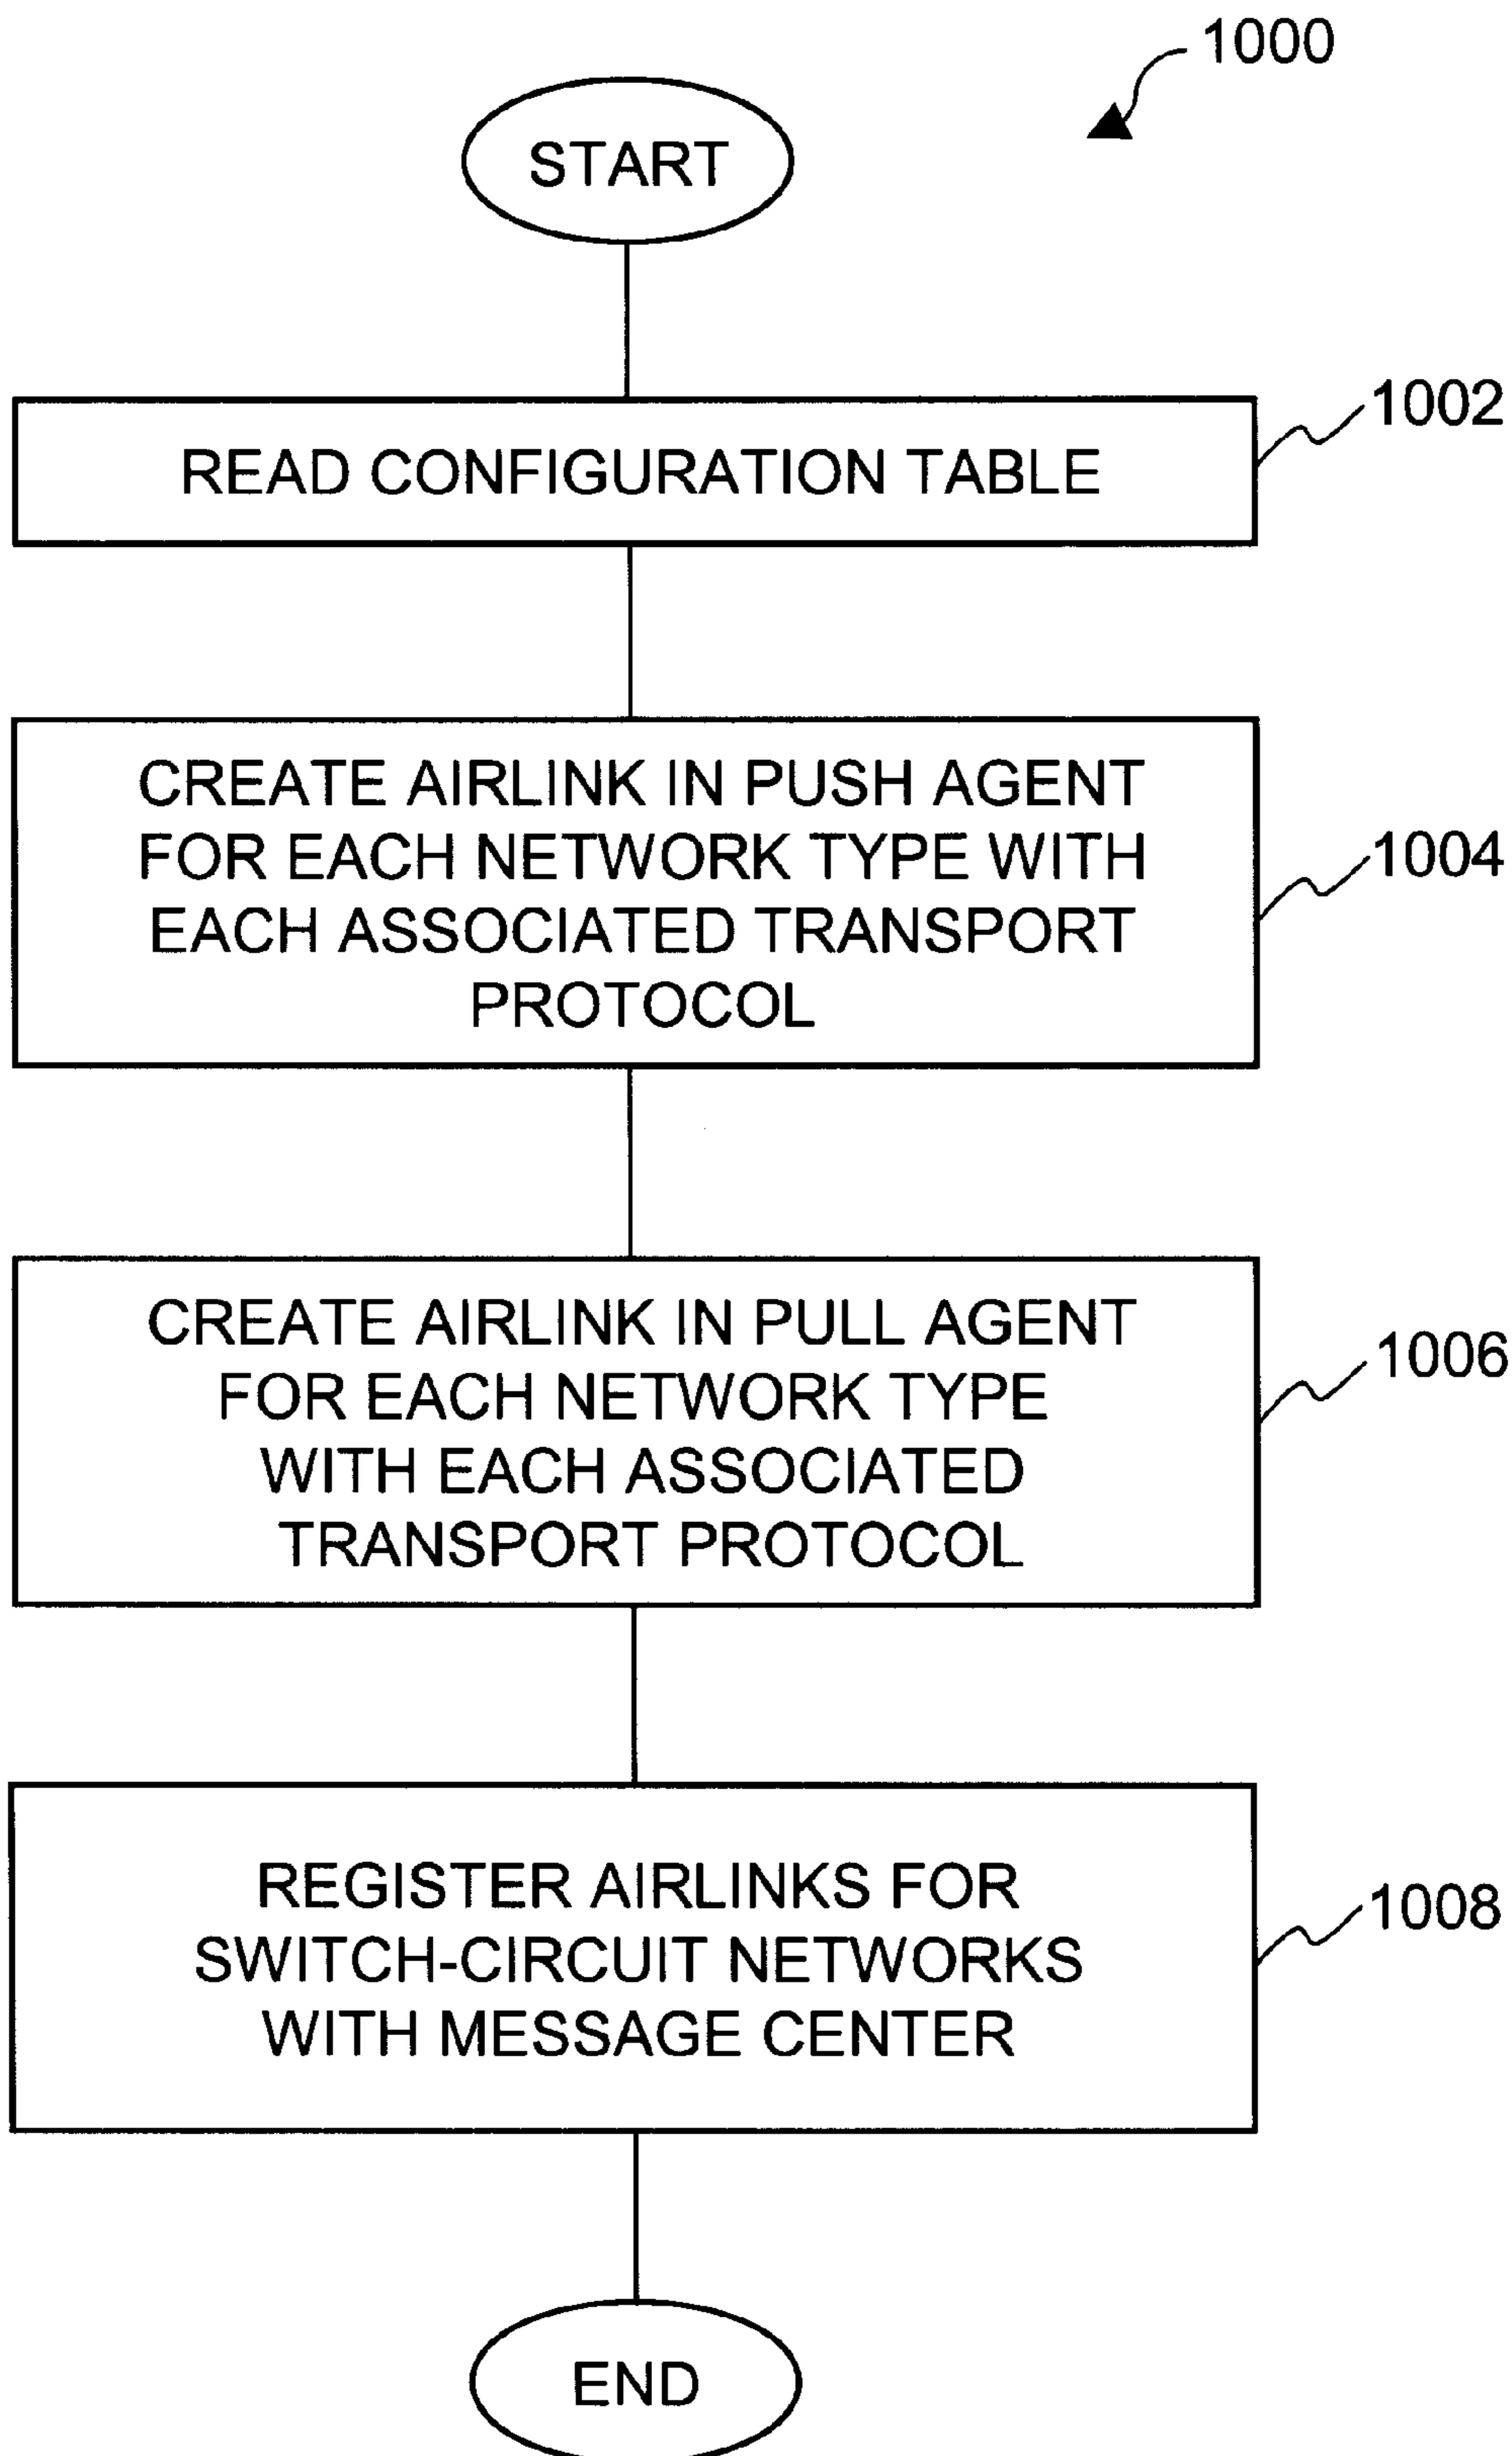 1000
START
READ CONFIGURATION TABLE
1002
CREATE AIRLINK IN PUSH AGENT
FOR EACH NETWORK TYPE WITH
EACH ASSOCIATED TRANSPORT
PROTOCOL
1004
CREATE AIRLINK IN PULL AGENT
FOR EACH NETWORK TYPE
WITH EACH ASSOCIATED
TRANSPORT PROTOCOL
1006
REGISTER AIRLINKS FOR
SWITCH-CIRCUIT NETWORKS
WITH MESSAGE CENTER
1008
END